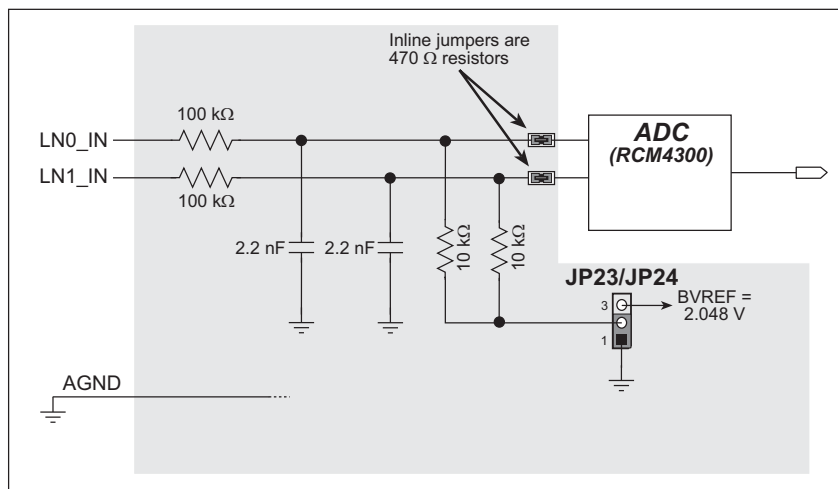 Inline jumpers are
470 Ω resistors
100 kΩ
LN0_IN
LN1_IN
100 kΩ
ADC
(RCM4300)
2.2 nF
2.2 nF
10 kΩ
10 kΩ
JP23/JP24
3
BVREF =
2.048 V
1
AGND